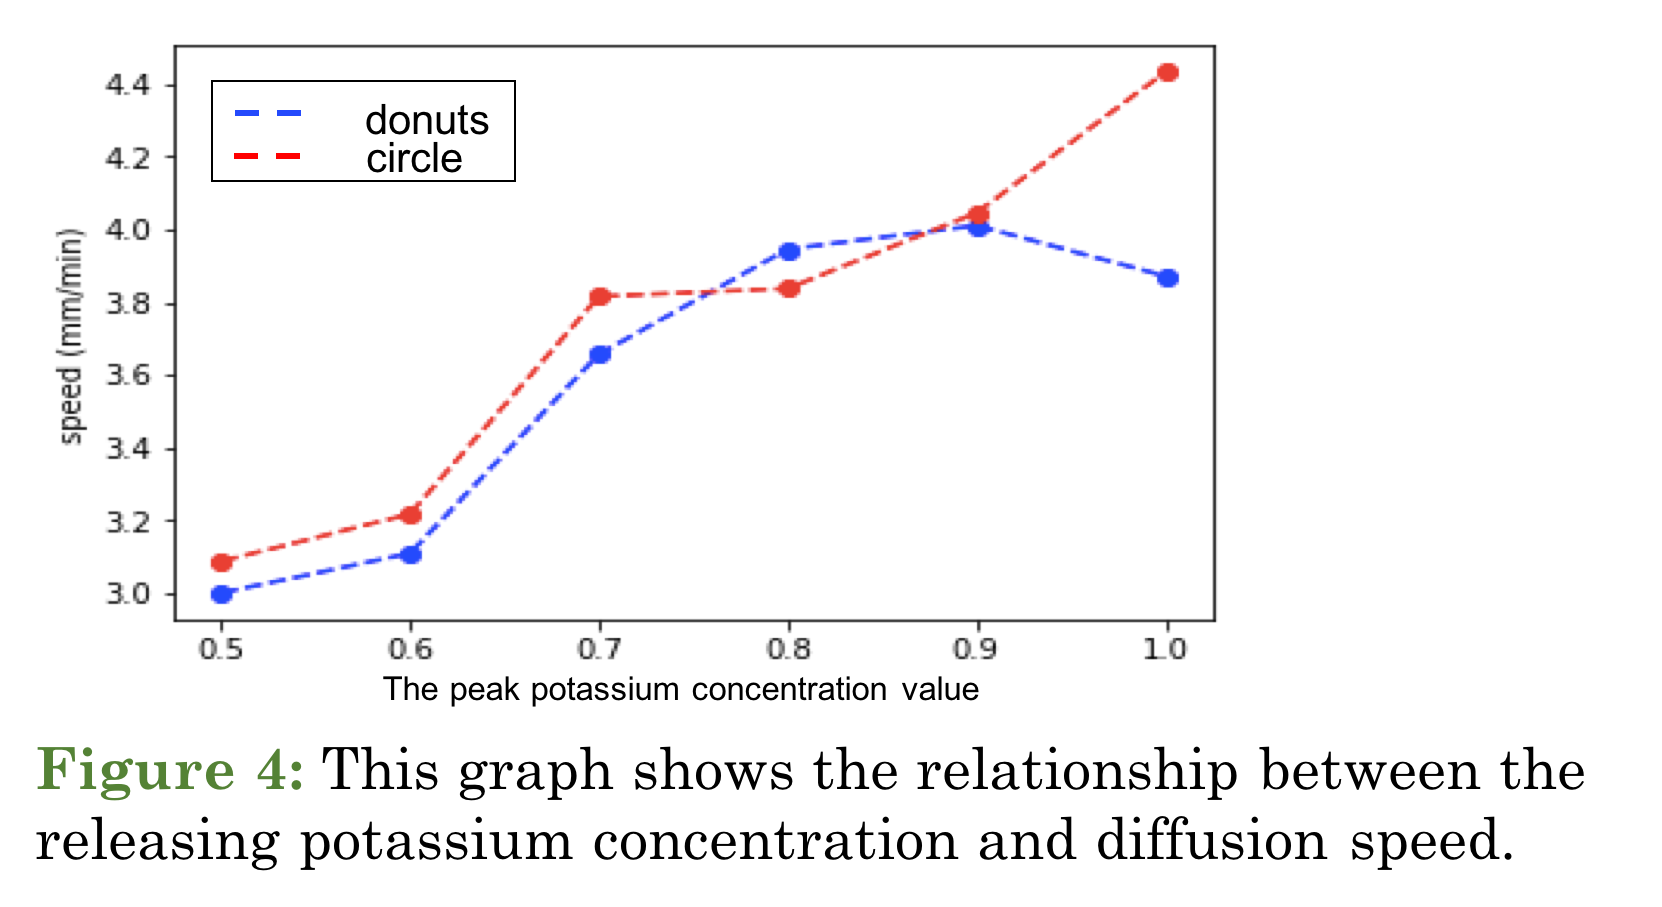 4.4
4.2
4.0
3.8
3.6
3.4
3.2
3.0
speed (mm/min)
donuts
circle
0.5 0.6 0.7 0.8 0.9 1.0
The peak potassium concentration value
Figure 4: This graph shows the relationship between the
releasing potassium concentration and diffusion speed.